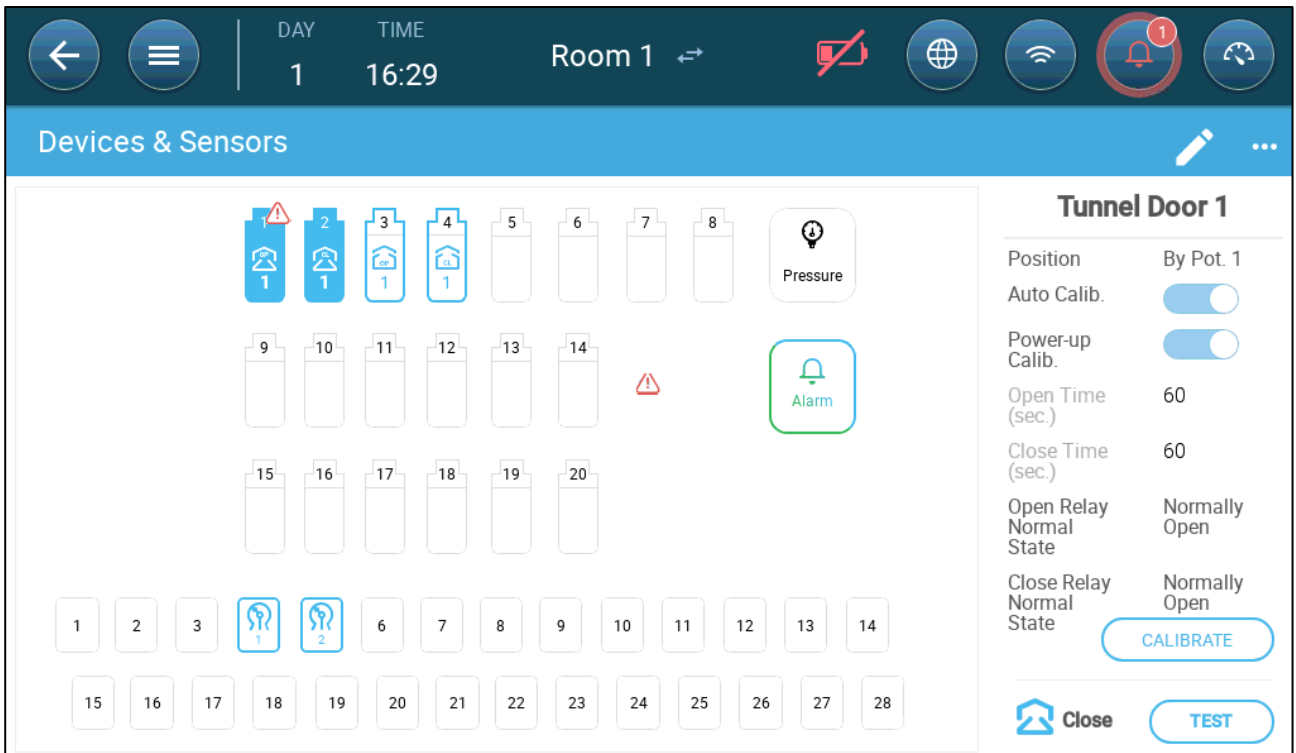 DAY TIME
1 16:29 Room 1 1
Devices & Sensors
1 2 3 4 5 6 7 8
OP CL OP CL
1 1 1 1
Pressure
9 10 11 12 13 14
Alarm
15 16 17 18 19 20
1 2 3 1 2 6 7 8 9 10 11 12 13 14
15 16 17 18 19 20 21 22 23 24 25 26 27 28
Tunnel Door 1
Position By Pot. 1
Auto Calib.
Power-up
Calib.
Open Time 60
(sec.)
Close Time 60
(sec.)
Open Relay Normally
Normal Open
State
Close Relay Normally
Normal Open
State
CALIBRATE
Close TEST